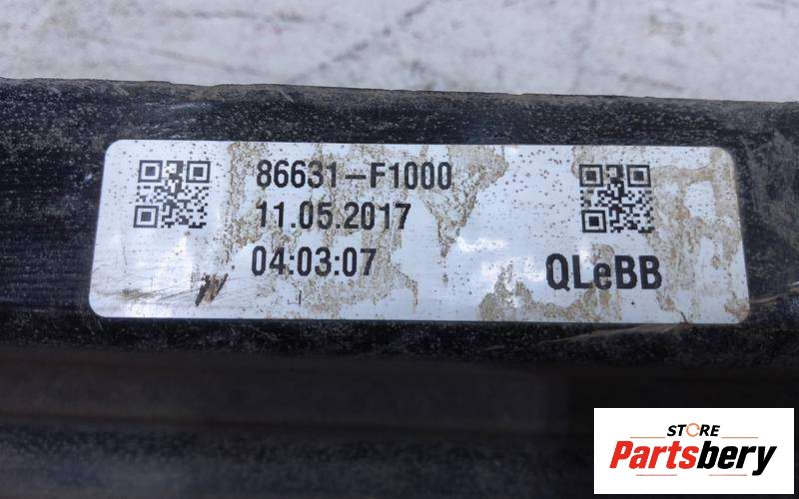 86631-F1000
11.05.2017
04:03:07
QLeBB
STORE
Partsbery